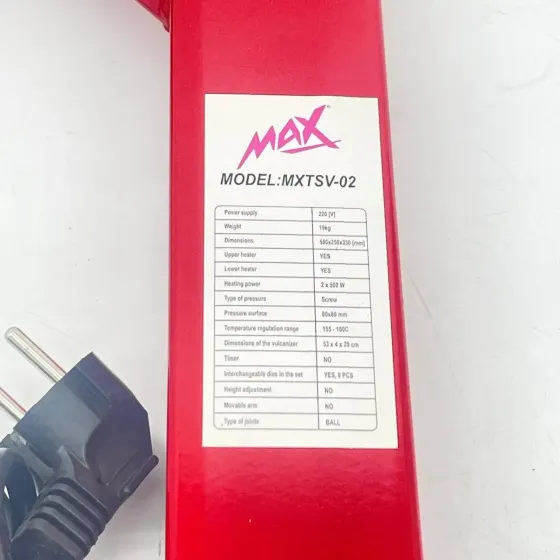 MAX
MODEL:MXTSV-02
Power supply 220 [V]
Weight 19kg
Dimensions
Upper heater YES
Lower heater YES
Heating power 2 x 500 W
Type of pressure Screw
Pressure surface 80x80 mm
Temperature regulation range 155 - 180C
Dimensions of the vulcanizer 53 x 4 x 25 cm
Timer NO
Interchangeable dies in the set YES, 8 PCS
Height adjustment NO
Movable arm NO
Type of joints BALL